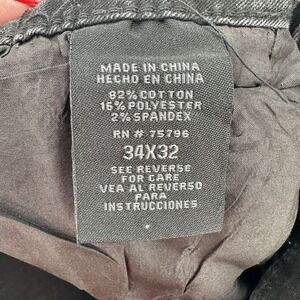 MADE IN CHINA
HECHO EN CHINA
82% COTTON
16% POLYESTER
2% SPANDEX
RN # 75796
34X32
SEE REVERSE
FOR CARE
VEA AL REVERSO
PARA
INSTRUCCIONES